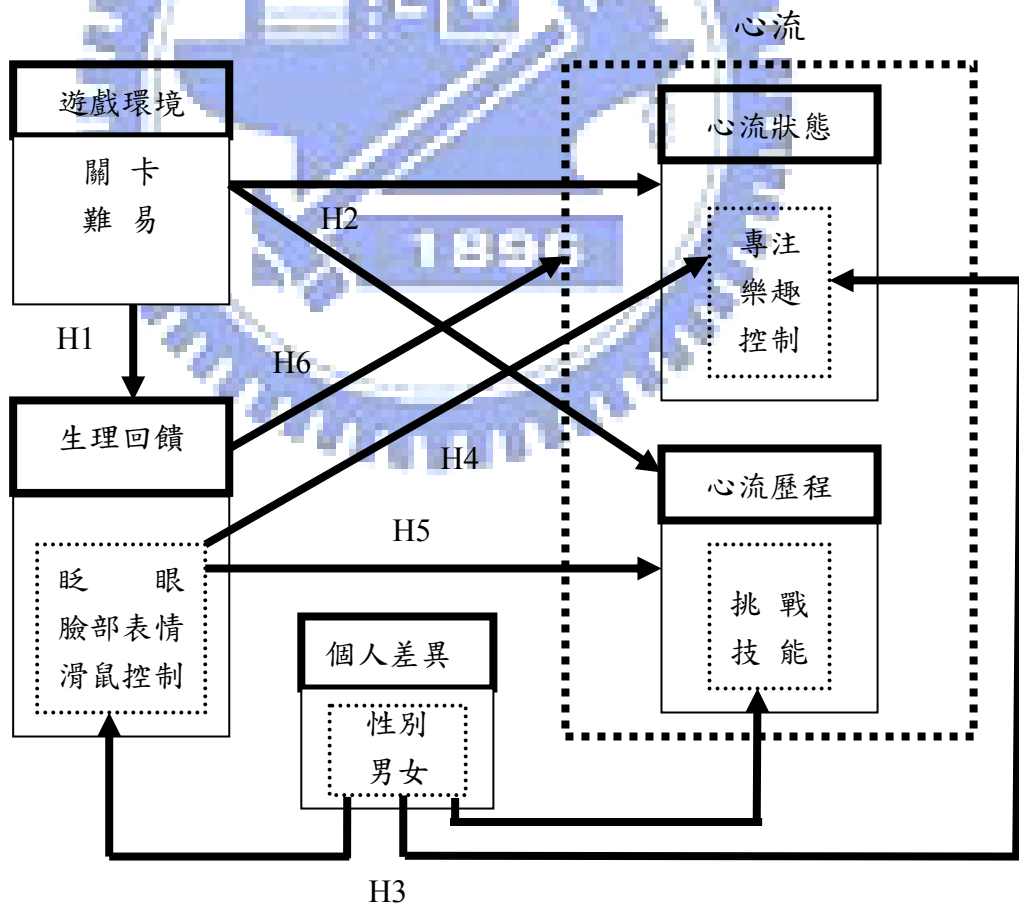 心流
遊戲環境
關 卡
難 易
心流狀態
專注
樂趣
控制
H2
1896
H1
H6
生理回饋
H4
心流歷程
H5
眨 眼
臉部表情
滑鼠控制
挑 戰
技 能
個人差異
性別
男女
H3